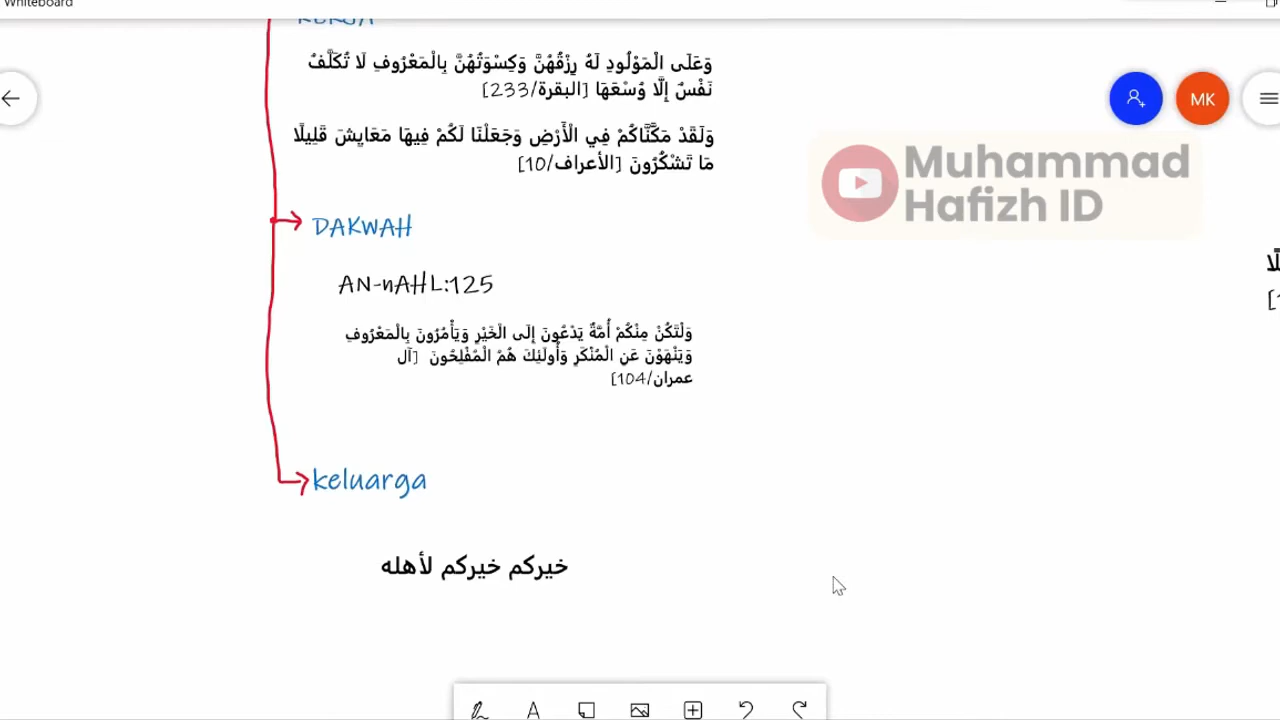 Whiteboard
KERJA
وَعَلَى الْمَوْلُودِ لَهُ رِزْقُهُنَّ وَكِسْوَتُهُنَّ بِالْمَعْرُوفِ لَا تُكَلَّفُ
نَفْسٌ إِلَّا وُسْعَهَا [البقرة/233]
وَلَقَدْ مَكَّنَّاكُمْ فِي الْأَرْضِ وَجَعَلْنَا لَكُمْ فِيهَا مَعَايِشَ قَلِيلًا
مَا تَشْكُرُونَ [الأعراف/10]
MK
Muhammad
Hafizh ID
DAKWAH
AN-nAHL:125
وَلْتَكُنْ مِنْكُمْ أُمَّةٌ يَدْعُونَ إِلَى الْخَيْرِ وَيَأْمُرُونَ بِالْمَعْرُوفِ
وَيَنْهَوْنَ عَنِ الْمُنْكَرِ وَأُولَئِكَ هُمُ الْمُفْلِحُونَ [آل
عمران/104]
keluarga
خيركم خيركم لأهله